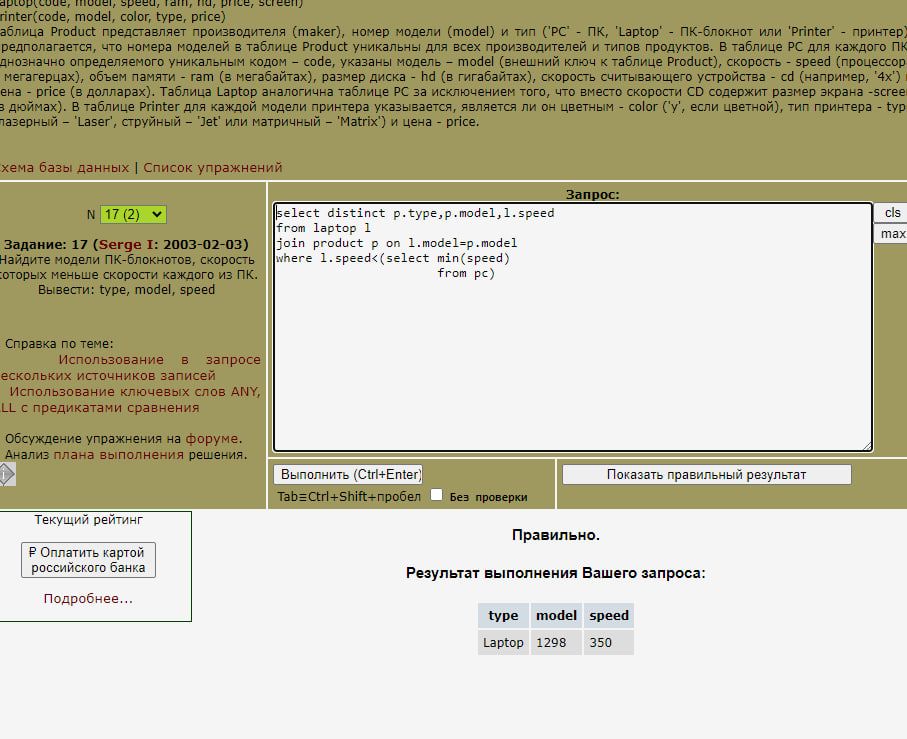 aptop(code, model, speed, ram, hd, price, screen)
rinter(code, model, color, type, price)
аблица Product представляет производителя (maker), номер модели (model) и тип ('PC' - ПК, 'Laptop' - ПК-блокнот или 'Printer' - принтер)
редполагается, что номера моделей в таблице Product уникальны для всех производителей и типов продуктов. В таблице PC для каждого ПК
днозначно определяемого уникальным кодом – code, указаны модель – model (внешний ключ к таблице Product), скорость - speed (процессор
мегагерцах), объем памяти - ram (в мегабайтах), размер диска - hd (в гигабайтах), скорость считывающего устройства - cd (например, '4x')
ена - price (в долларах). Таблица Laptop аналогична таблице PC за исключением того, что вместо скорости CD содержит размер экрана -scree
в дюймах). В таблице Printer для каждой модели принтера указывается, является ли он цветным - color ('y', если цветной), тип принтера - typ
лазерный – 'Laser', струйный – 'Jet' или матричный – 'Matrix') и цена - price.
хема базы данных | Список упражнений
N 17 (2)
Задание: 17 (Serge I: 2003-02-03)
Найдите модели ПК-блокнотов, скорость
оторых меньше скорости каждого из ПК.
Вывести: type, model, speed
Справка по теме:
Использование в запросе
ескольких источников записей
Использование ключевых слов ANY,
LL с предикатами сравнения
Обсуждение упражнения на форуме.
Анализ плана выполнения решения.
Запрос:
select distinct p.type,p.model,l.speed
from laptop l
join product p on l.model=p.model
where l.speed<(select min(speed)
from pc)
cls
max
Выполнить (Ctrl+Enter)
Показать правильный результат
Tab≡Ctrl+Shift+пробел Без проверки
Текущий рейтинг
₽ Оплатить картой
российского банка
Подробнее...
Правильно.
Результат выполнения Вашего запроса:
type model speed
Laptop 1298 350